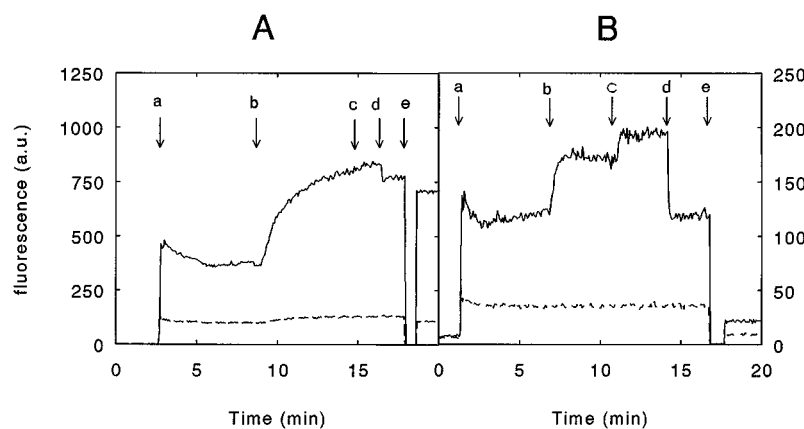 A B
1250 250
a b c d e a b c d e
1000 200
fluorescence (a.u.)
750 150
500 100
250 50
0 0
0 5 10 15 0 5 10 15 20
Time (min) Time (min)